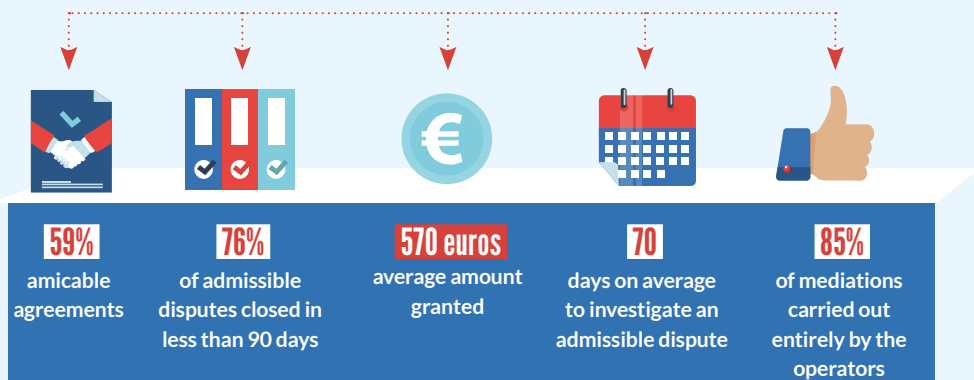 59%
amicable
agreements
76%
of admissible
disputes closed in
less than 90 days
570 euros
average amount
granted
70
days on average
to investigate an
admissible dispute
85%
of mediations
carried out
entirely by the
operators